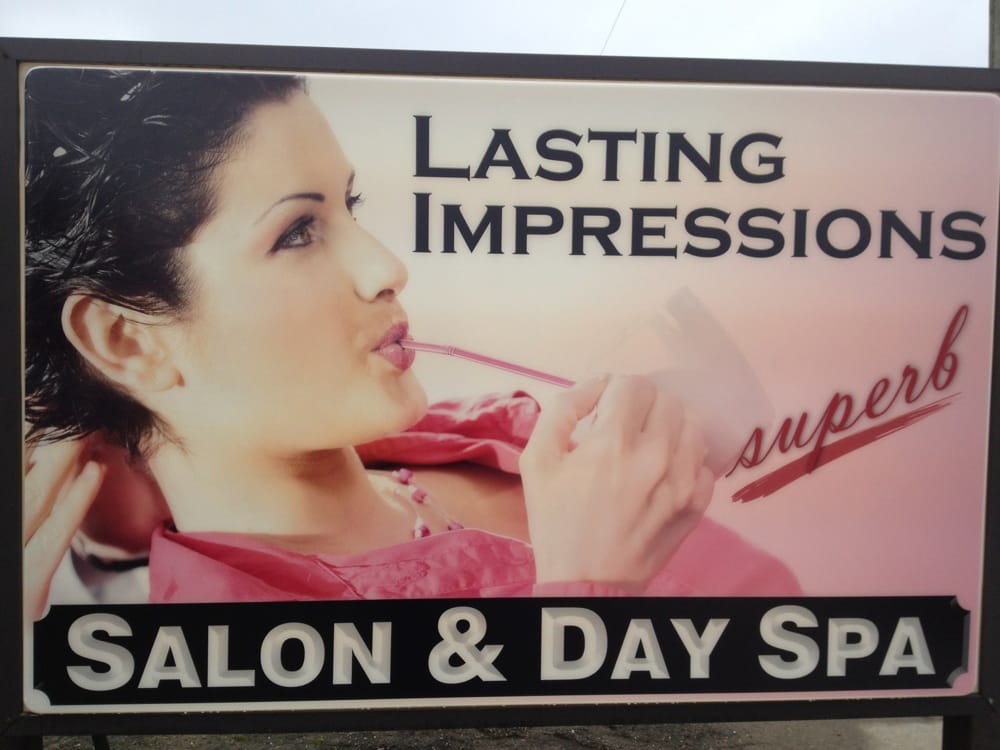 LASTING
IMPRESSIONS
superb
SALON & DAY SPA